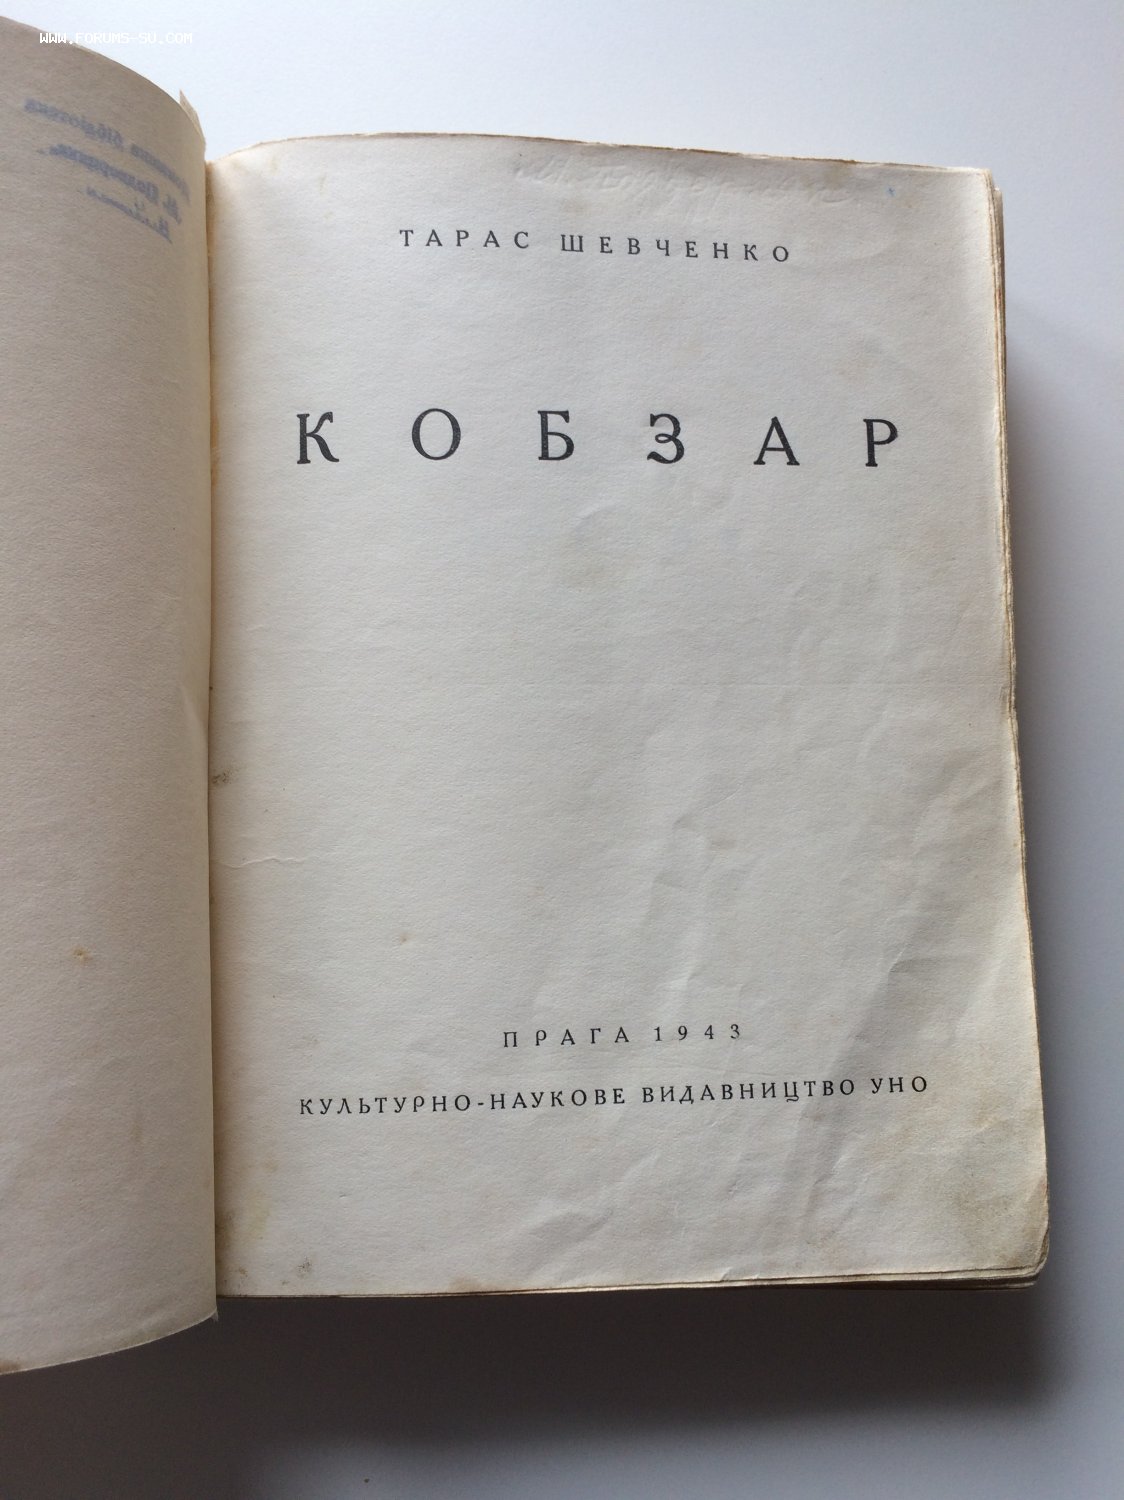 WWW.FORUMS-SU.COM
ТАРАС ШЕВЧЕНКО
КОБЗАР
ПРАГА 1943
КУЛЬТУРНО-НАУКОВЕ ВИДАВНИЦТВО УНО